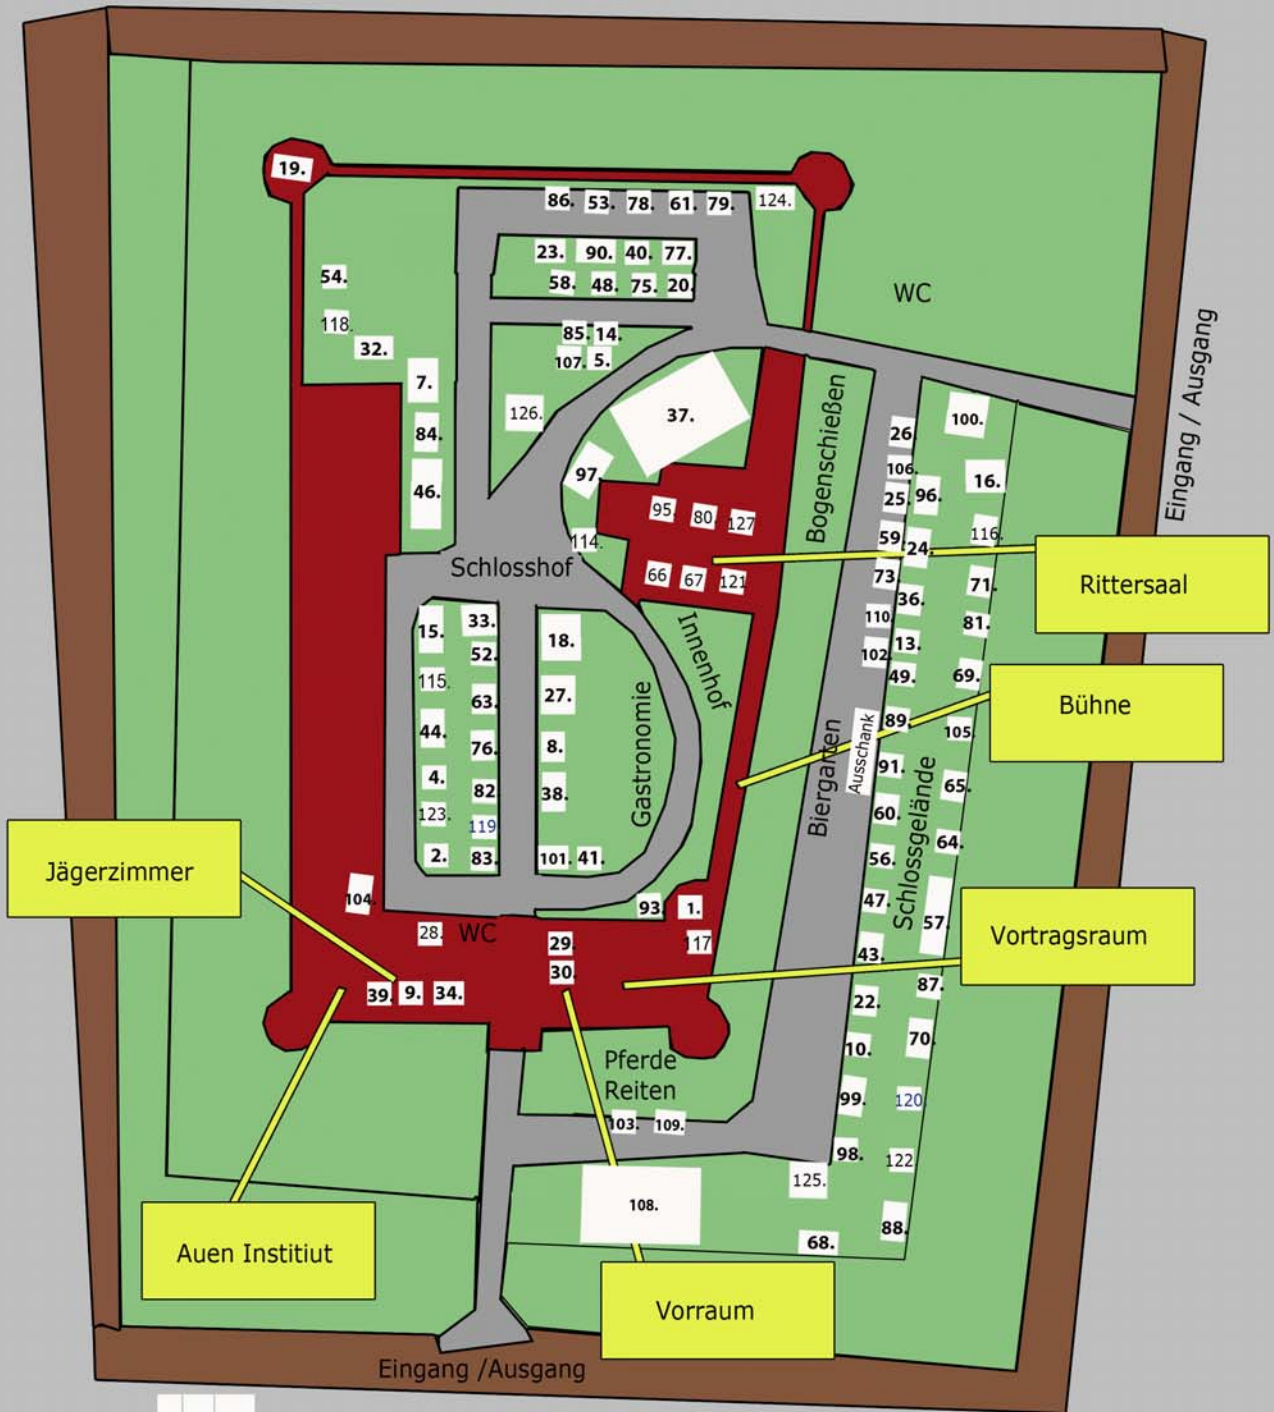 19.
86. 53. 78. 61. 79. 124.
23. 90. 40. 77.
58. 48. 75. 20.
54.
WC
118.
32.
85. 14.
107. 5.
7.
126.
37.
84.
46.
97.
95. 80. 127
114.
66 67 121
Schlosshof
Bogenschießen
Eingang / Ausgang
100.
26.
106.
16.
25. 96.
59.
116.
24.
73.
71.
36.
110.
81.
13.
102.
49.
69.
89.
105.
91.
65.
60.
64.
56.
47.
57.
43.
87.
22.
70.
10.
99.
120.
98.
122.
125.
88.
68.
Rittersaal
Bühne
Innenhof
Biergarten
Ausschank
Schlossgelände
Gastronomie
15. 33.
18.
52.
115.
63.
27.
44.
76.
8.
4.
82.
38.
123.
119
2. 83.
101. 41.
Jägerzimmer
104.
93. 1.
28. WC
29.
117
30.
39. 9. 34.
Vortragsraum
Pferde
Reiten
103. 109.
108.
Auen Institiut
Vorraum
Eingang /Ausgang